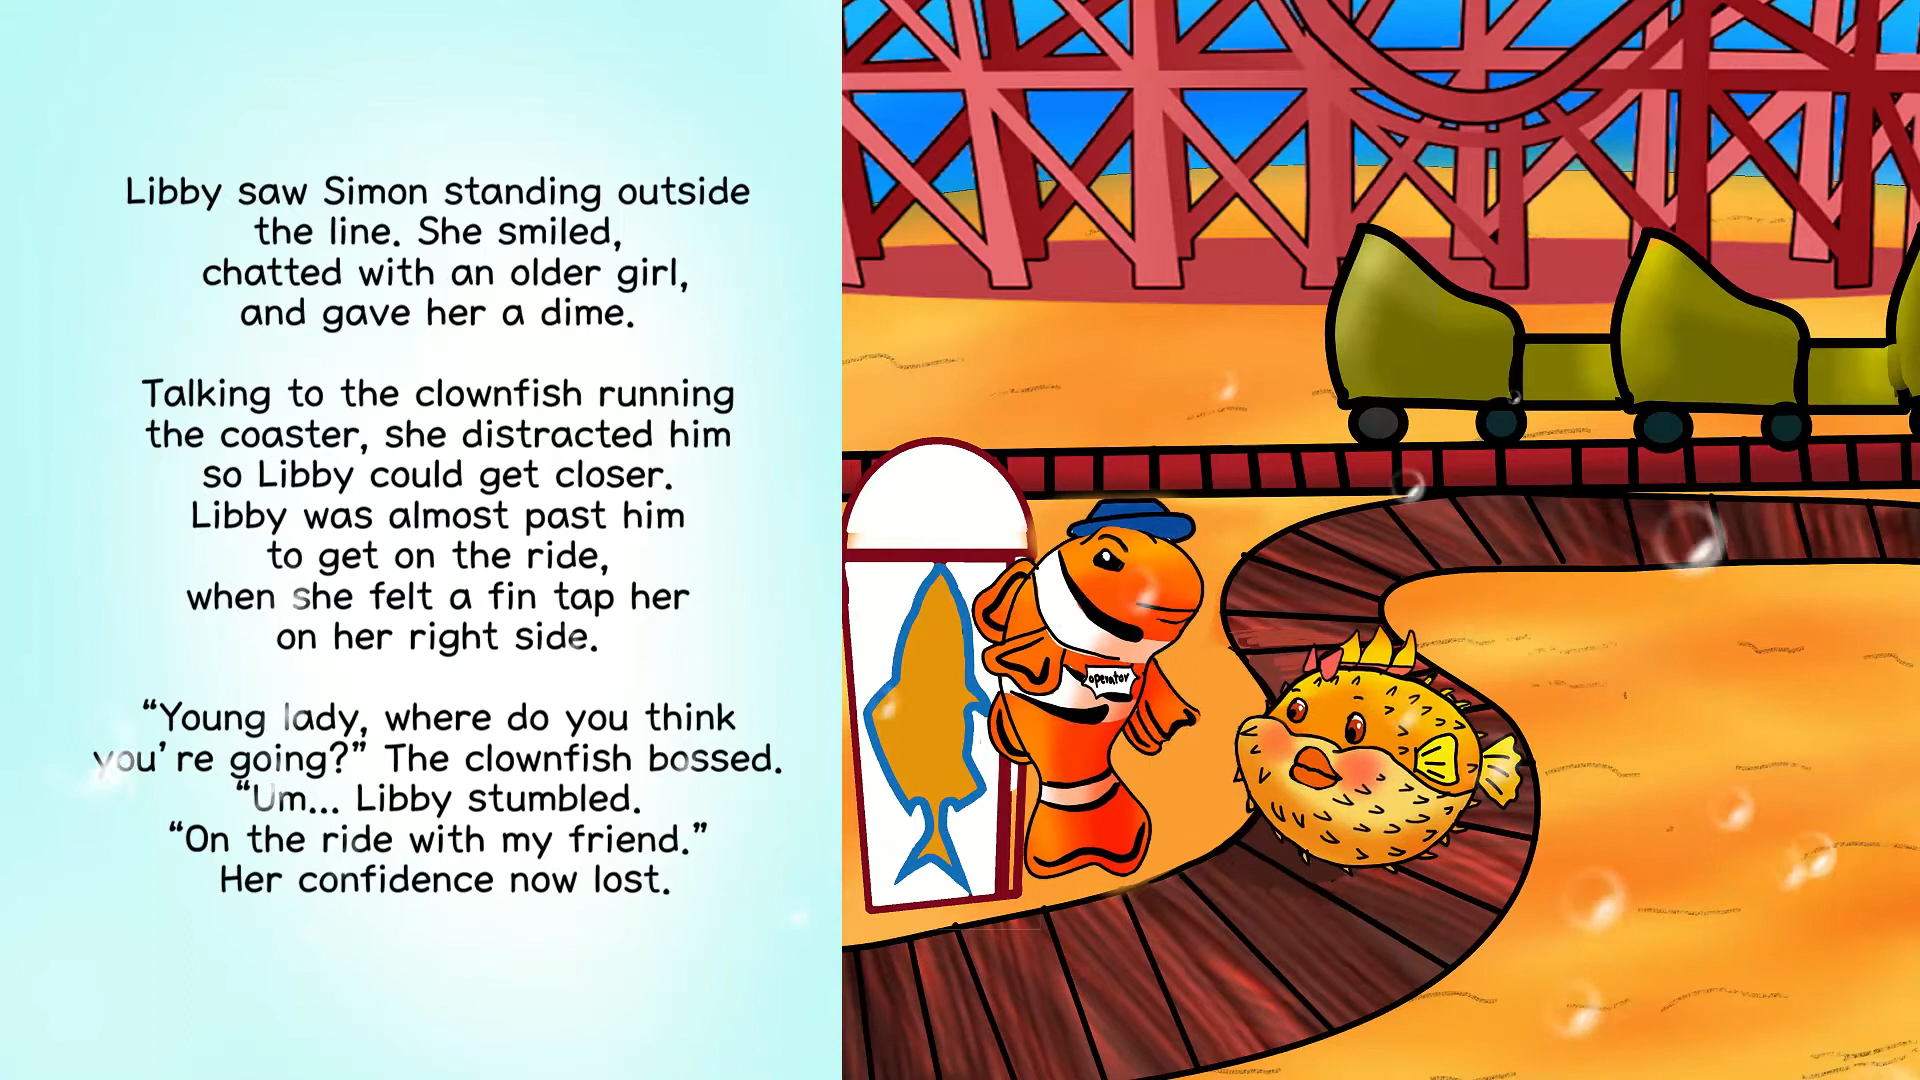 Libby saw Simon standing outside
the line. She smiled,
chatted with an older girl,
and gave her a dime.
Talking to the clownfish running
the coaster, she distracted him
so Libby could get closer.
Libby was almost past him
to get on the ride,
when she felt a fin tap her
on her right side.
“Young lady, where do you think
you’re going?” The clownfish bossed.
“Um... Libby stumbled.
“On the ride with my friend.”
Her confidence now lost.
operator